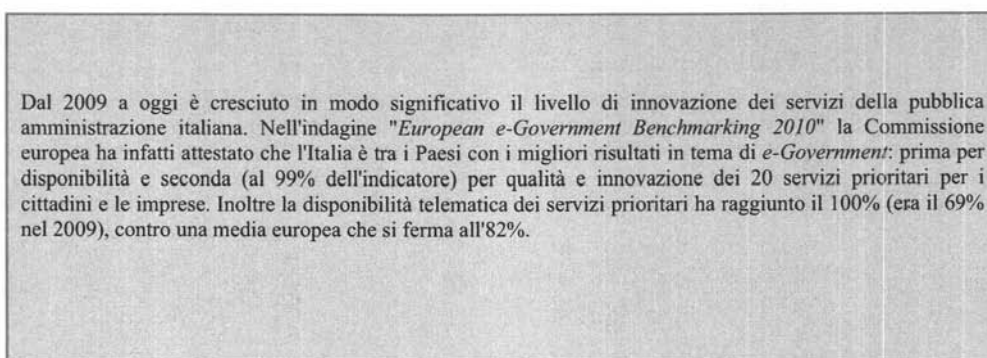 Dal 2009 a oggi è cresciuto in modo significativo il livello di innovazione dei servizi della pubblica
amministrazione italiana. Nell'indagine "European e-Government Benchmarking 2010" la Commissione
europea ha infatti attestato che l'Italia è tra i Paesi con i migliori risultati in tema di e-Government: prima per
disponibilità e seconda (al 99% dell'indicatore) per qualità e innovazione dei 20 servizi prioritari per i
cittadini e le imprese. Inoltre la disponibilità telematica dei servizi prioritari ha raggiunto il 100% (era il 69%
nel 2009), contro una media europea che si ferma all'82%.